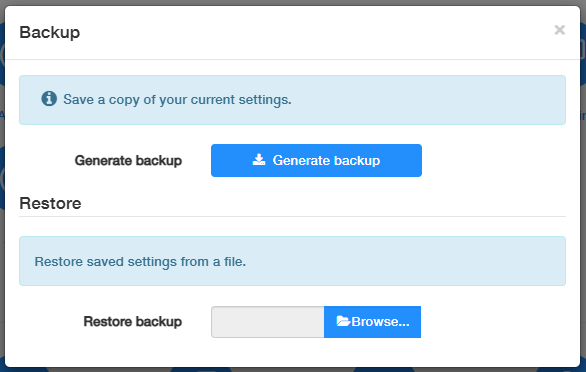 Backup
×
Save a copy of your current settings.
Generate backup
Generate backup
Restore
Restore saved settings from a file.
Restore backup
Browse...